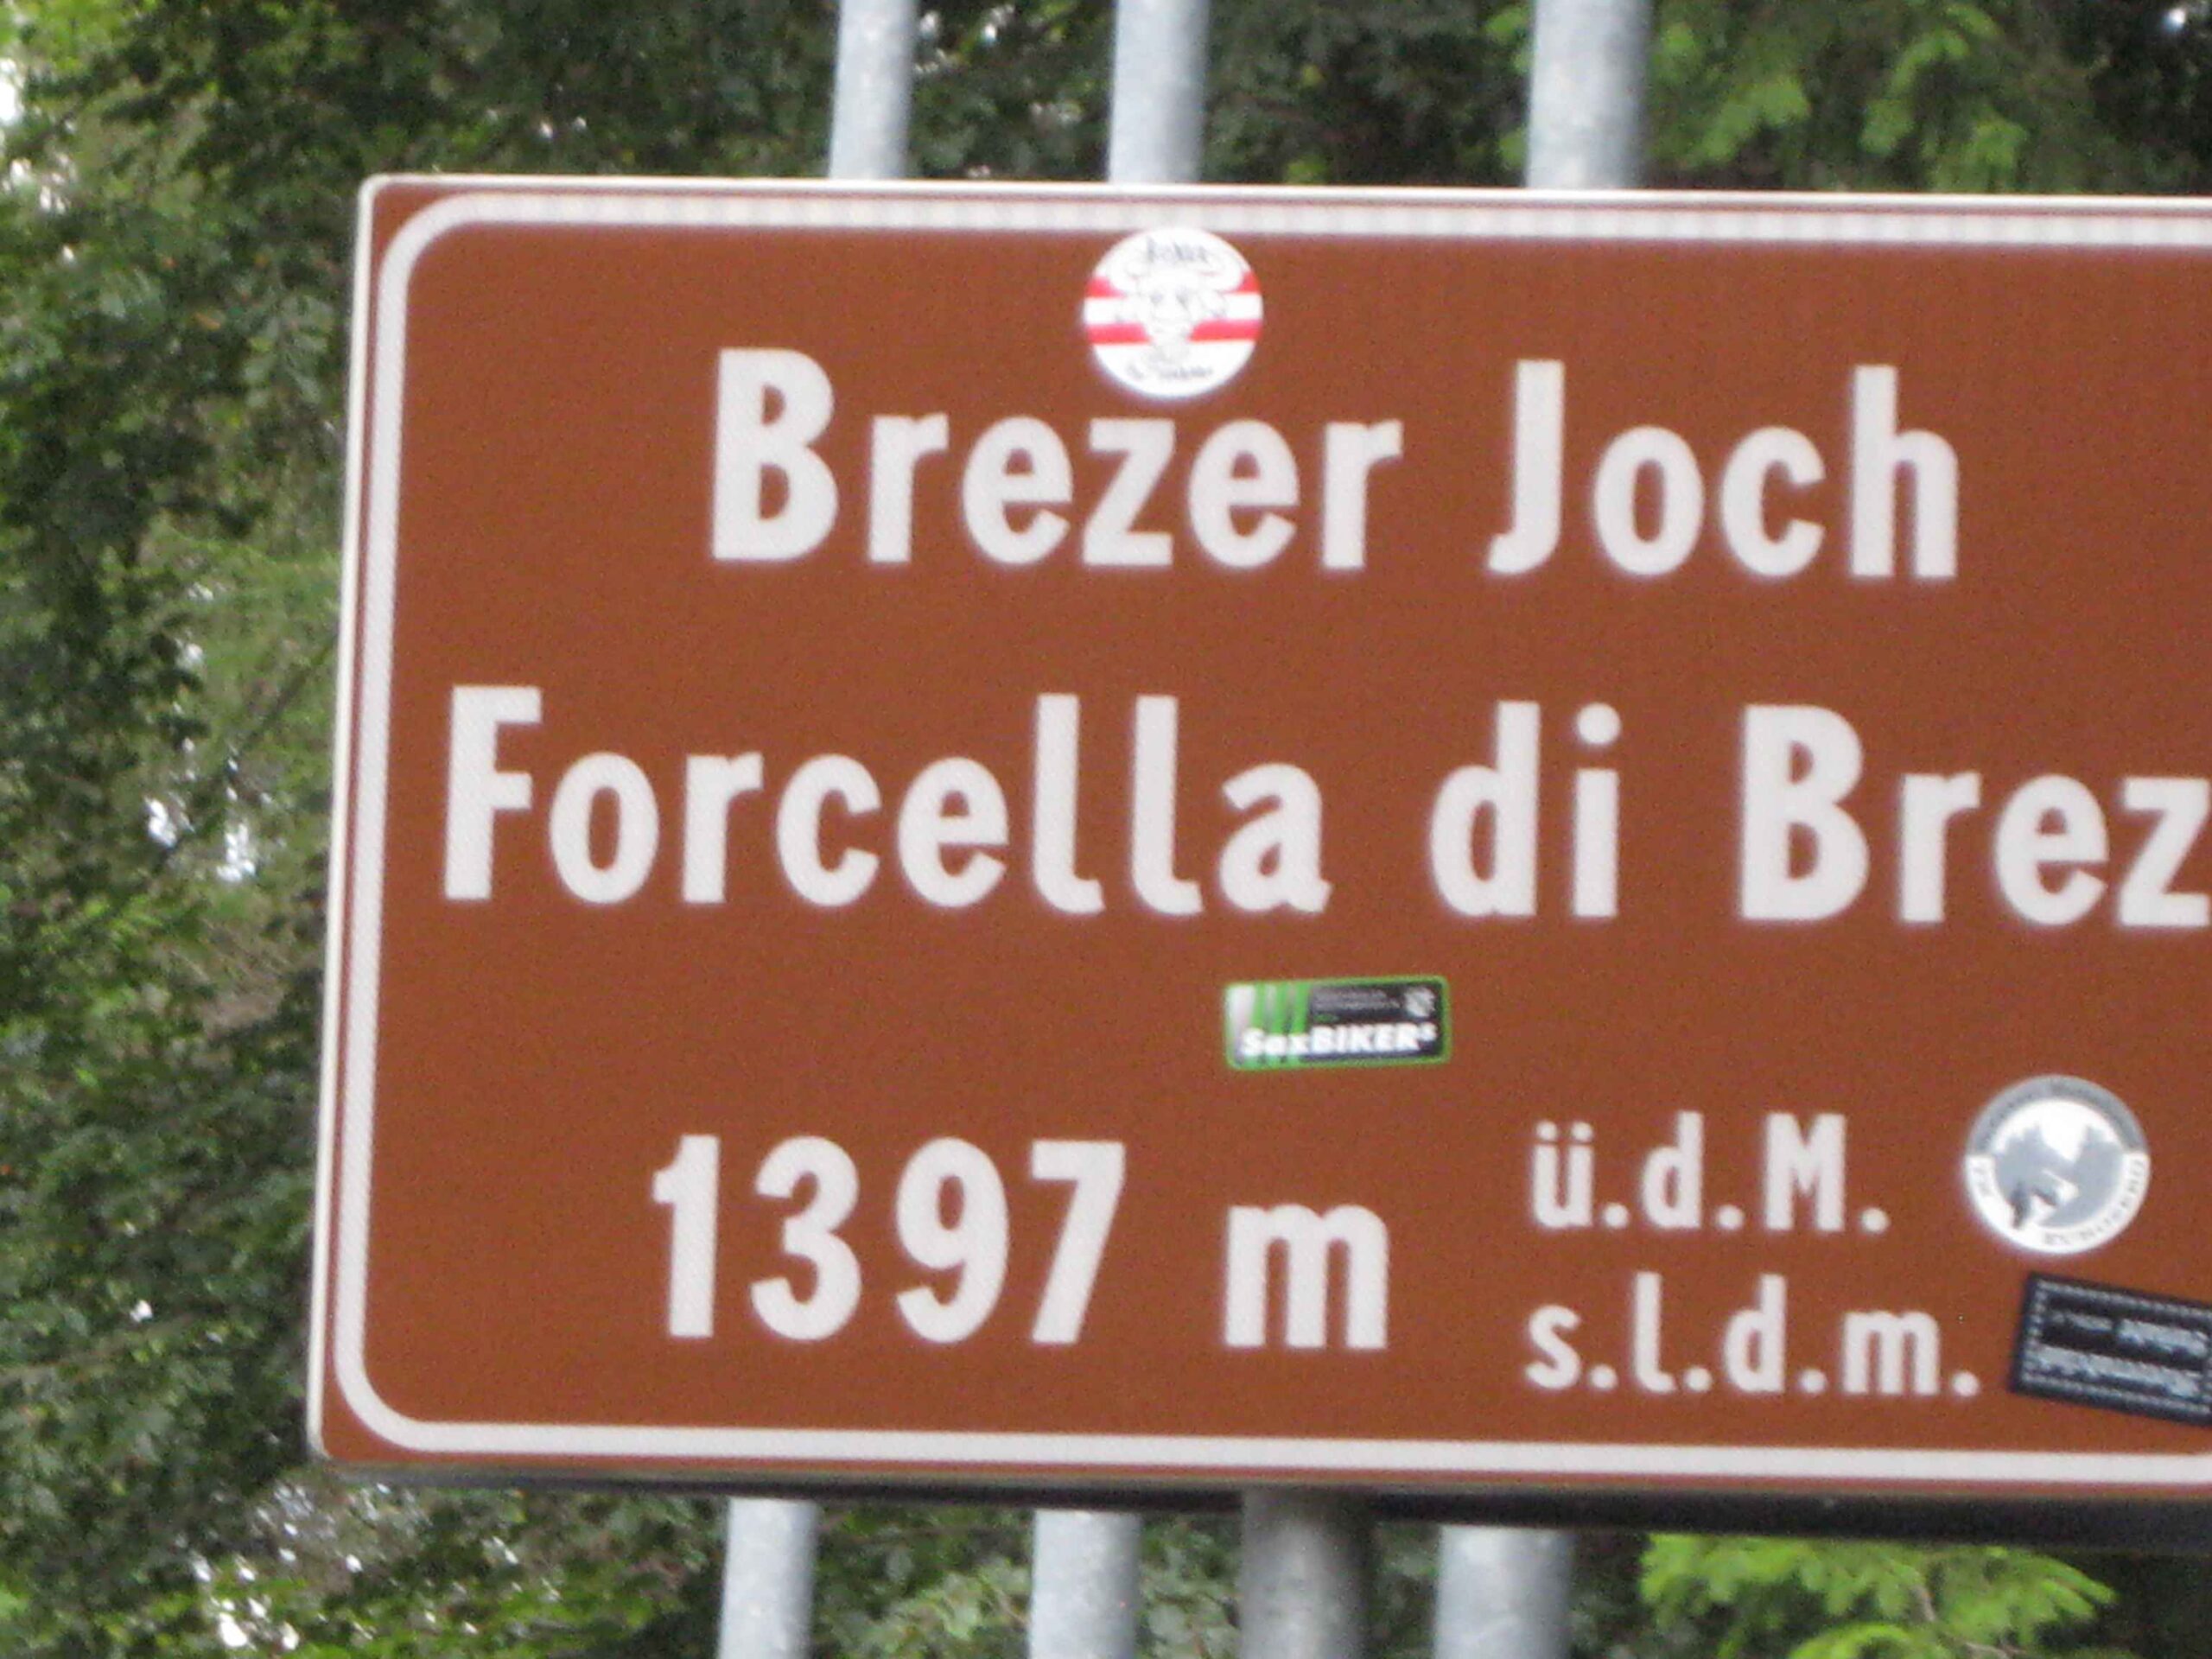 Brezer Joch
Forcella di Brez
SaxBIKERs
1397 m ü.d.M.
s.l.d.m.